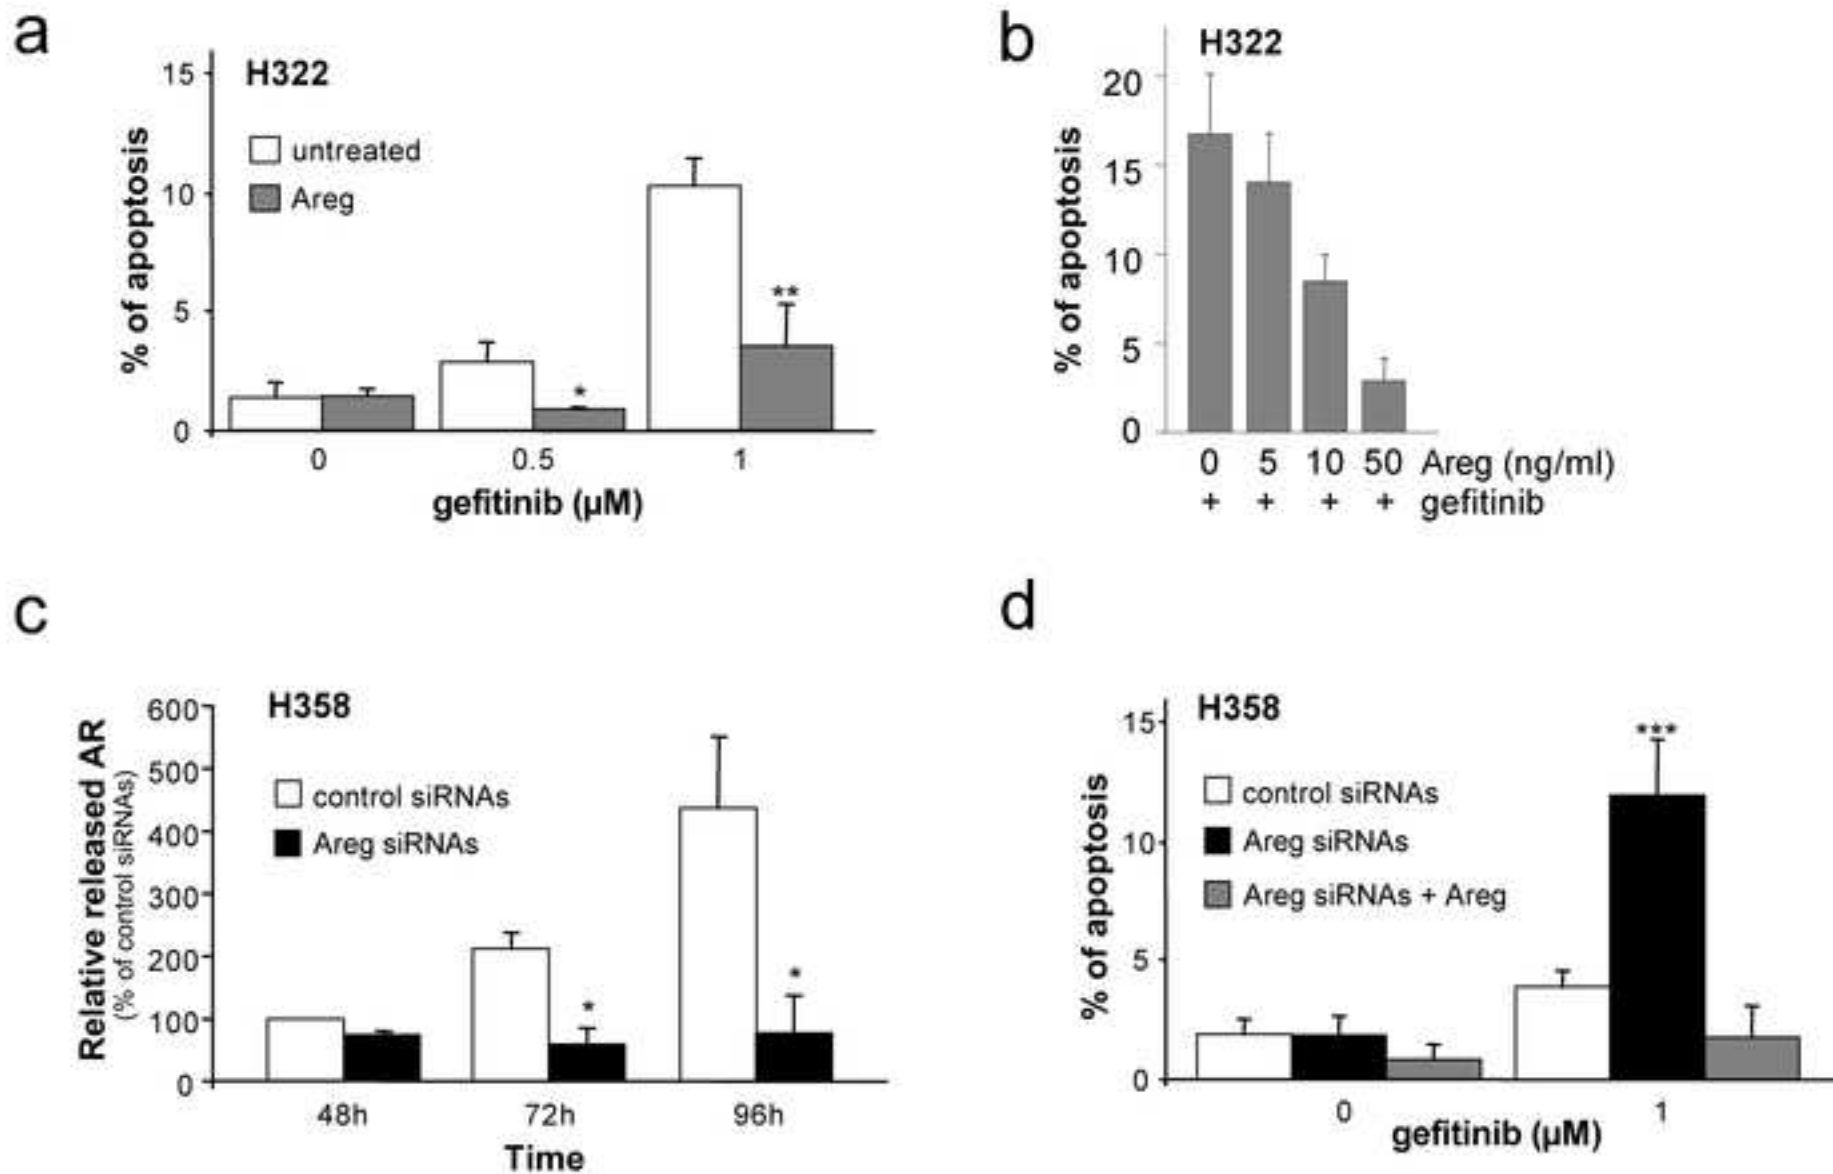 a
H322
untreated
Areg
% of apoptosis
15
10
5
0
0 0.5 1
gefitinib (µM)
*
**
b
H322
% of apoptosis
20
15
10
5
0
0 5 10 50 Areg (ng/ml)
+ + + + gefitinib
c
H358
control siRNAs
Areg siRNAs
Relative released AR
(% of control siRNAs)
600
500
400
300
200
100
0
*
*
48h 72h 96h
Time
d
H358
control siRNAs
Areg siRNAs
Areg siRNAs + Areg
% of apoptosis
15
10
5
0
***
0 1
gefitinib (µM)